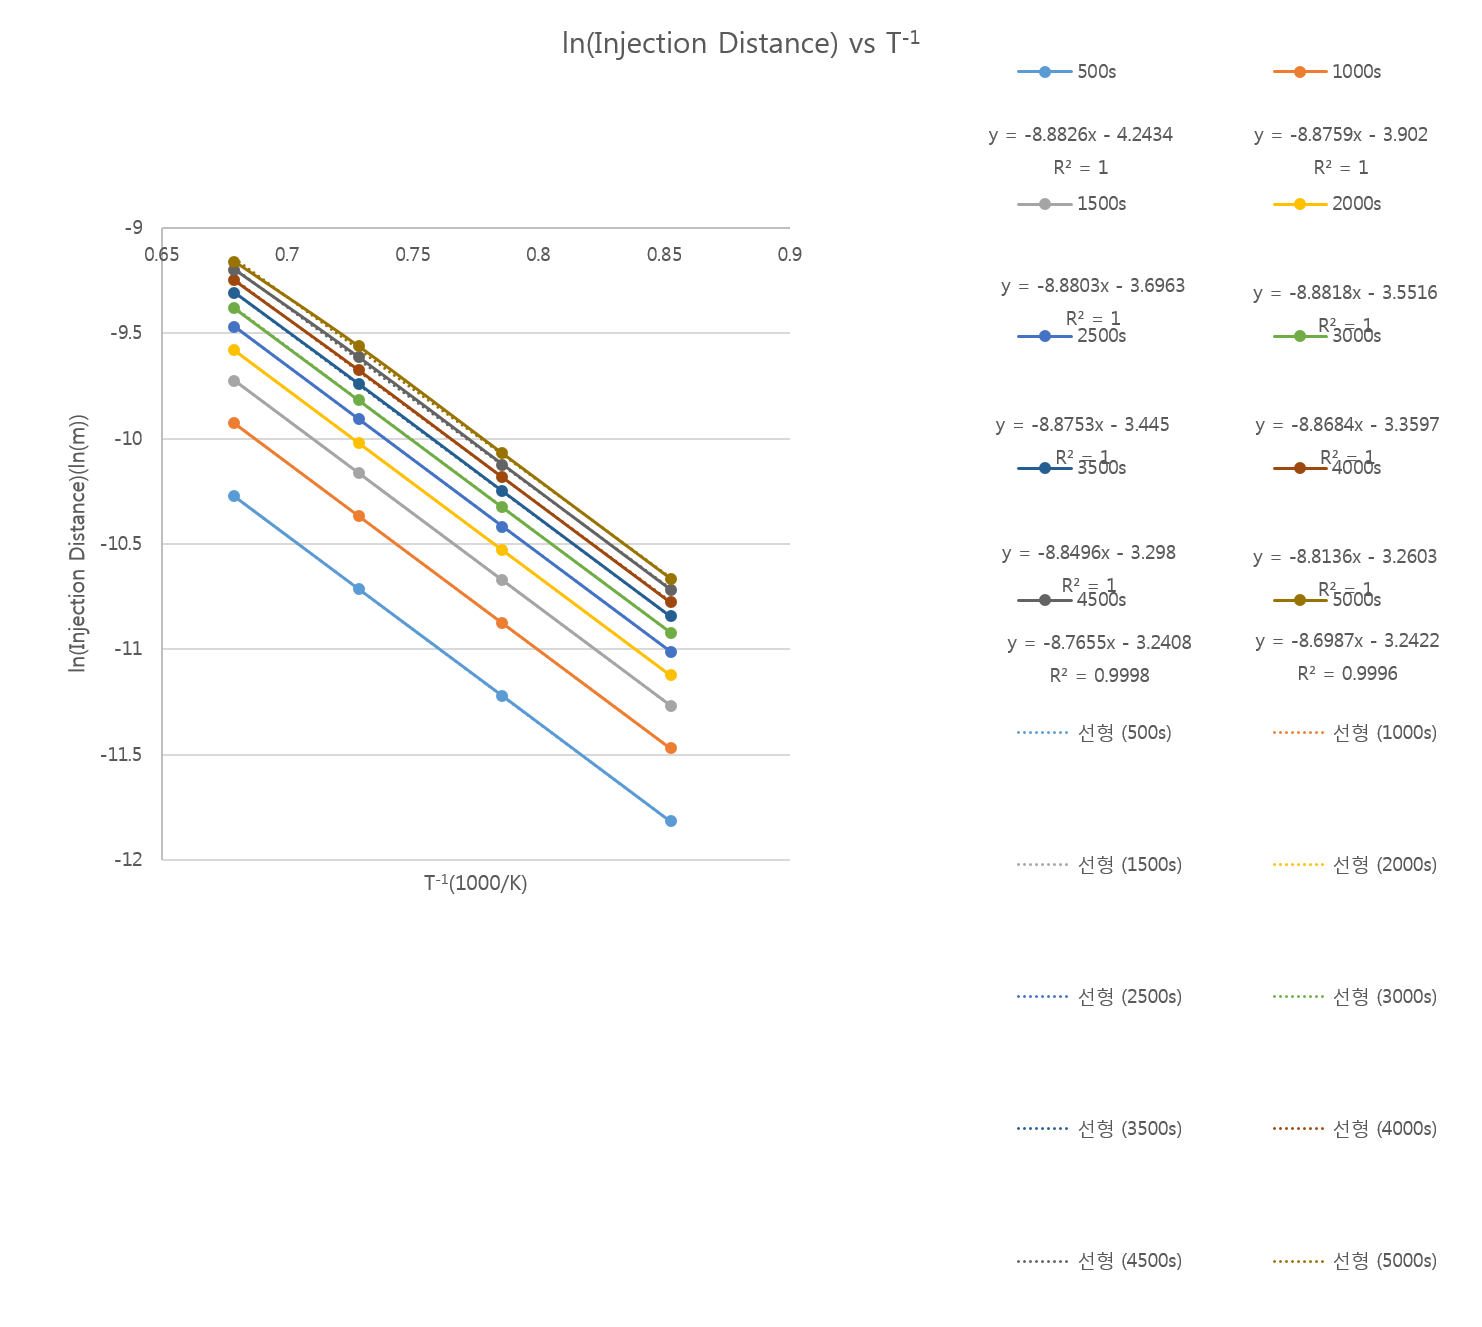 ln(Injection Distance) vs T⁻¹
500s
1000s
y = -8.8826x - 4.2434
R² = 1
y = -8.8759x - 3.902
R² = 1
1500s
2000s
y = -8.8803x - 3.6963
R² = 1
y = -8.8818x - 3.5516
R² = 1
2500s
3000s
y = -8.8753x - 3.445
R² = 1
y = -8.8684x - 3.3597
R² = 1
3500s
4000s
y = -8.8496x - 3.298
R² = 1
y = -8.8136x - 3.2603
R² = 1
4500s
5000s
y = -8.7655x - 3.2408
R² = 0.9998
y = -8.6987x - 3.2422
R² = 0.9996
선형 (500s)
선형 (1000s)
선형 (1500s)
선형 (2000s)
선형 (2500s)
선형 (3000s)
선형 (3500s)
선형 (4000s)
선형 (4500s)
선형 (5000s)
-9
-9.5
-10
-10.5
-11
-11.5
-12
0.65
0.7
0.75
0.8
0.85
0.9
ln(Injection Distance)(ln(m))
T⁻¹(1000/K)